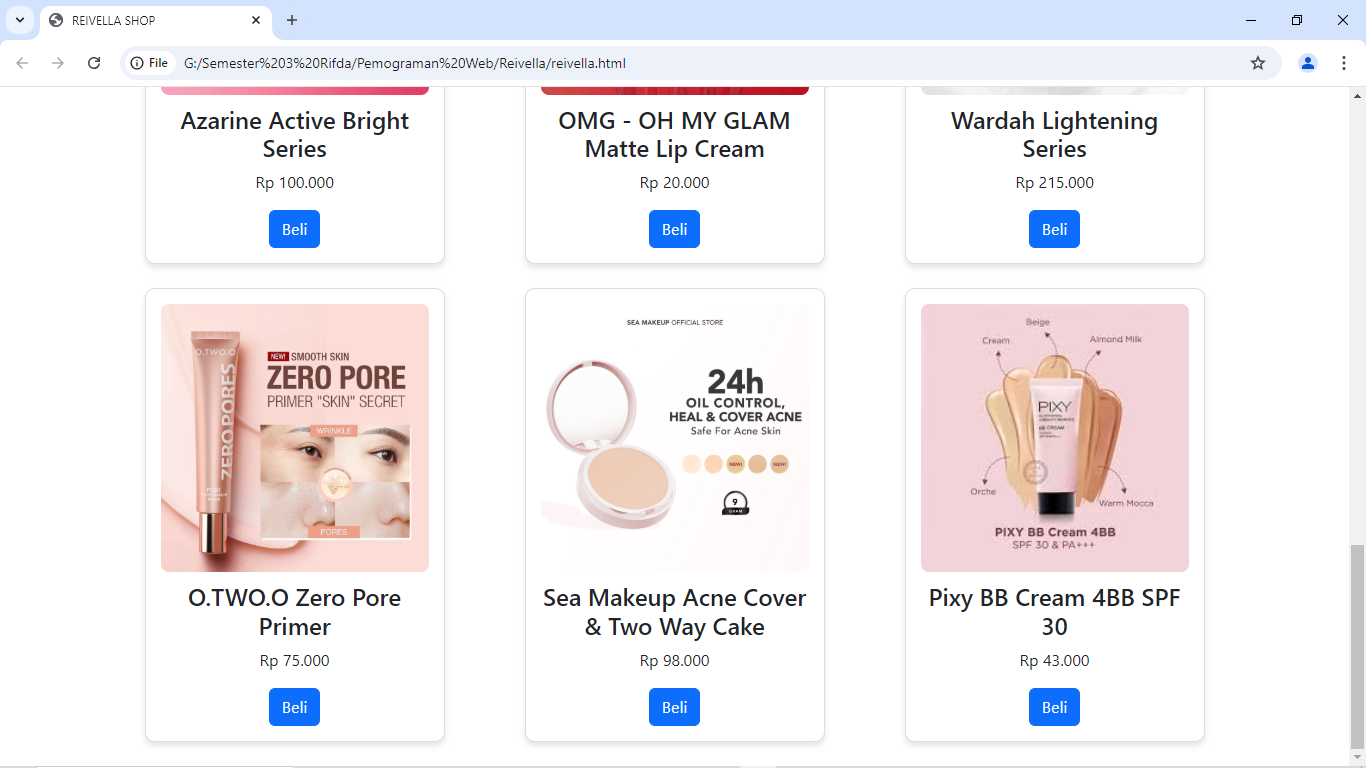 REIVELLA SHOP
File
G:/Semester%203%20Rifda/Pemograman%20Web/Reivella/reivella.html
Azarine Active Bright
Series
Rp 100.000
Beli
OMG - OH MY GLAM
Matte Lip Cream
Rp 20.000
Beli
Wardah Lightening
Series
Rp 215.000
Beli
O.TWO.O
ZERO PORES
NEW! SMOOTH SKIN
ZERO PORE
PRIMER "SKIN" SECRET
WRINKLE
PORES
O.TWO.O Zero Pore
Primer
Rp 75.000
Beli
SEA MAKEUP OFFICIAL STORE
24h
OIL CONTROL,
HEAL & COVER ACNE
Safe For Acne Skin
NEW!
NEW!
9
GRAM
Sea Makeup Acne Cover
& Two Way Cake
Rp 98.000
Beli
Beige
Cream
Almond Milk
PIXY
BB CREAM
Orche
Warm Mocca
PIXY BB Cream 4BB
SPF 30 & PA+++
Pixy BB Cream 4BB SPF
30
Rp 43.000
Beli